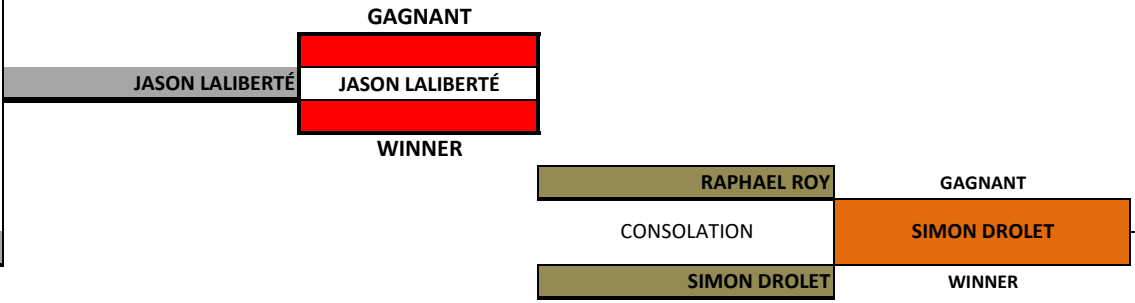 GAGNANT
JASON LALIBERTÉ
JASON LALIBERTÉ
WINNER
RAPHAEL ROY
GAGNANT
CONSOLATION
SIMON DROLET
SIMON DROLET
WINNER